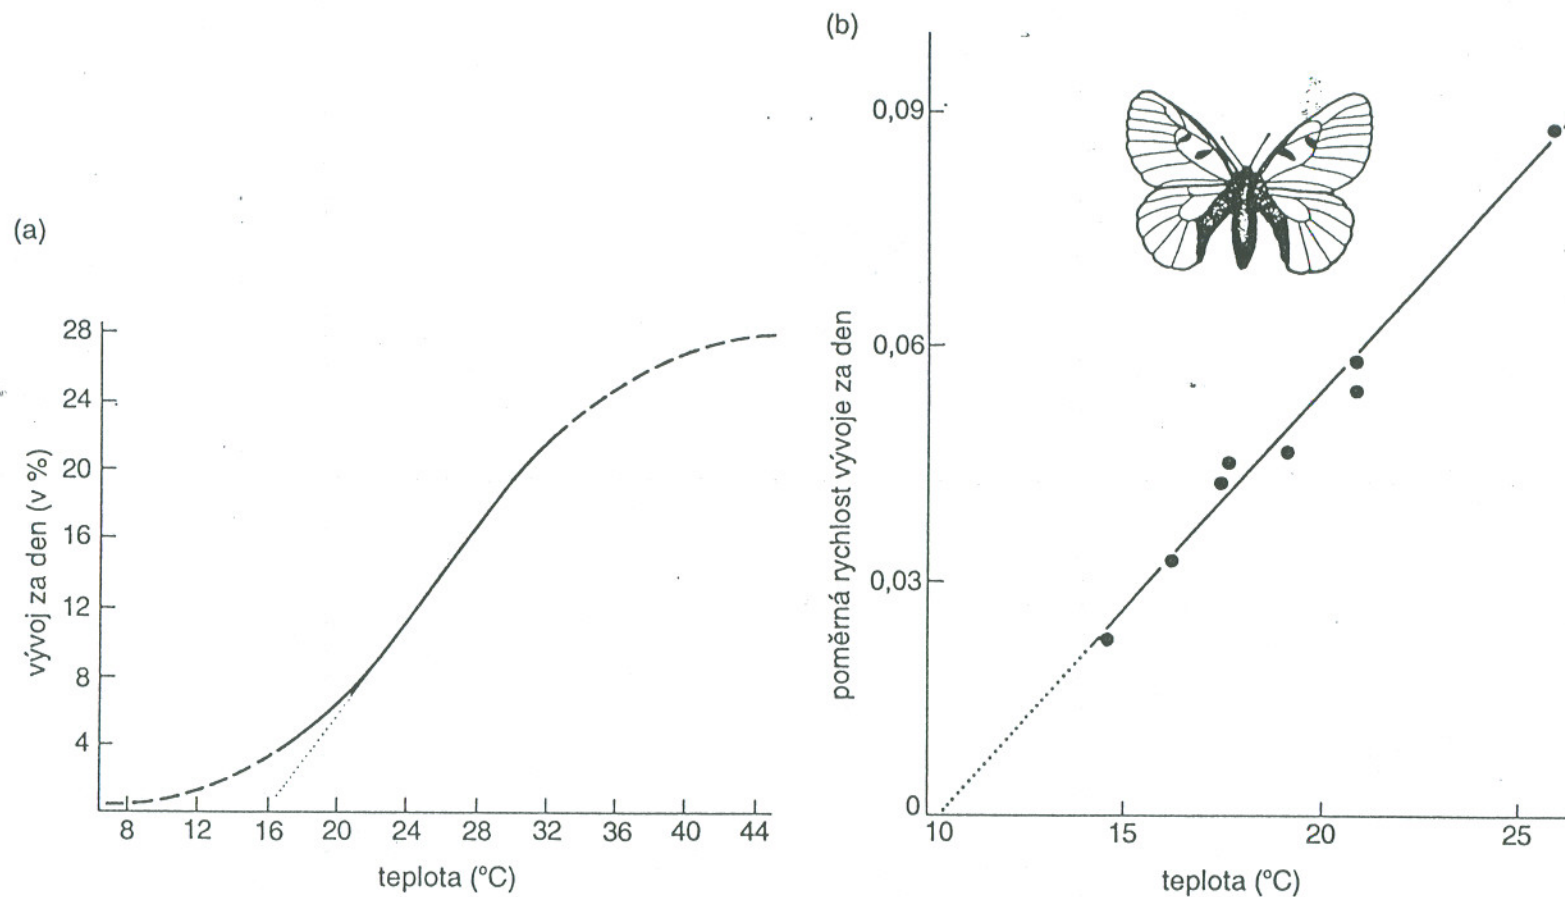 (a)
28
24
20
16
12
8
4
vývoj za den (v %)
8 12 16 20 24 28 32 36 40 44
teplota (ºC)
(b)
0,09
0,06
0,03
0
poměrná rychlost vývoje za den
10 15 20 25
teplota (ºC)